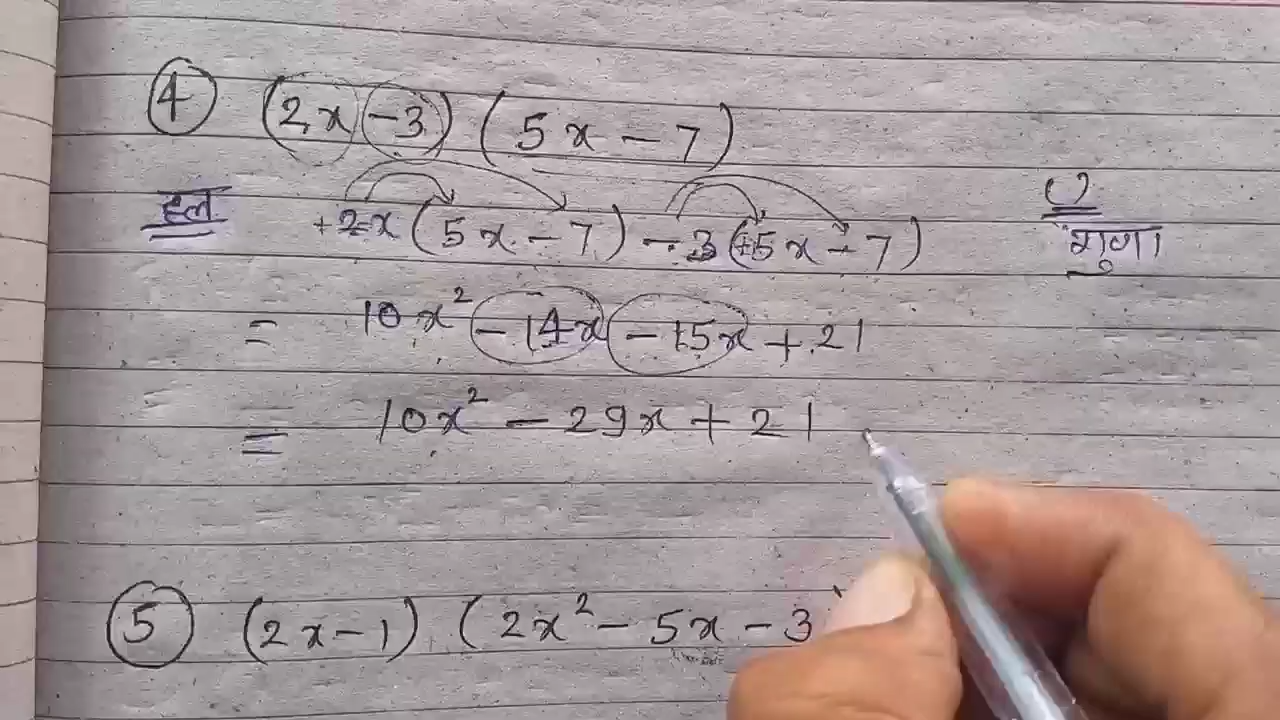 ④ (2x -3) (5x - 7)
हल +2x (5x - 7) - 3(+5x - 7) गुणा
= 10x² - 14x - 15x + 21
= 10x² - 29x + 21
⑤ (2x - 1) (2x² - 5x - 3